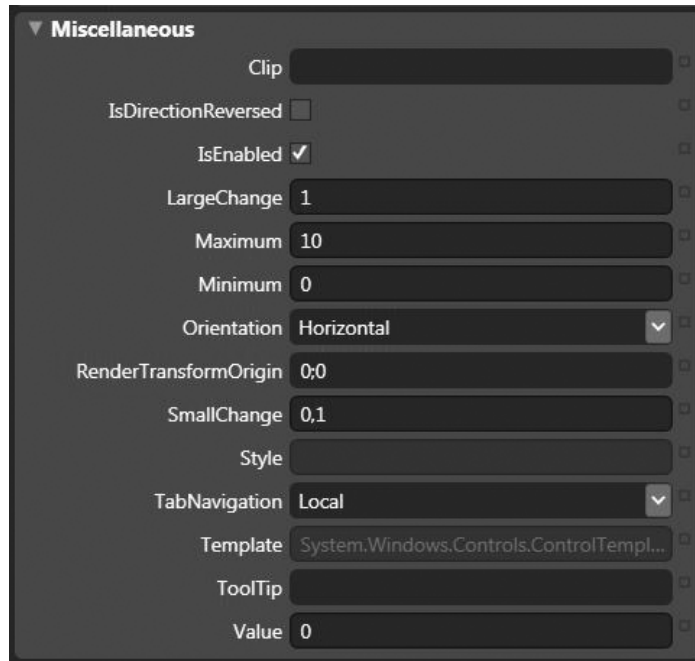 Miscellaneous
Clip
IsDirectionReversed
IsEnabled
LargeChange 1
Maximum 10
Minimum 0
Orientation Horizontal
RenderTransformOrigin 0;0
SmallChange 0,1
Style
TabNavigation Local
Template System.Windows.Controls.ControlTempl...
ToolTip
Value 0